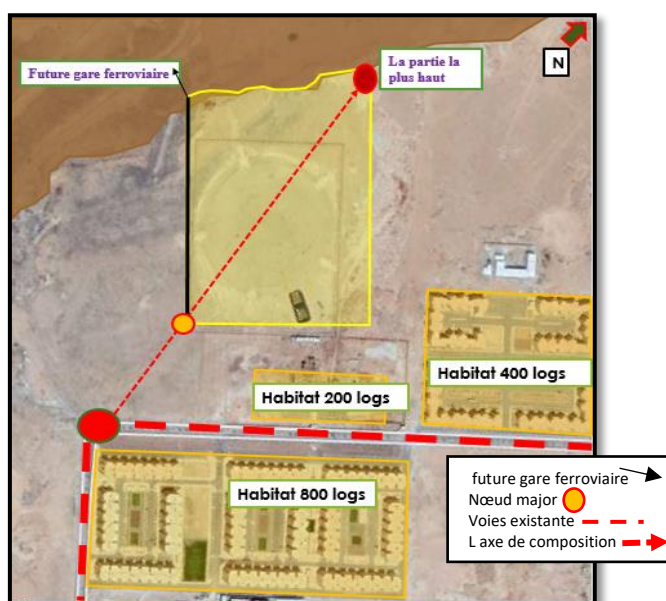 Future gare ferroviaire
La partie la
plus haut
N
Habitat 400 logs
Habitat 200 logs
Habitat 800 logs
future gare ferroviaire
Nœud major
Voies existante
L axe de composition